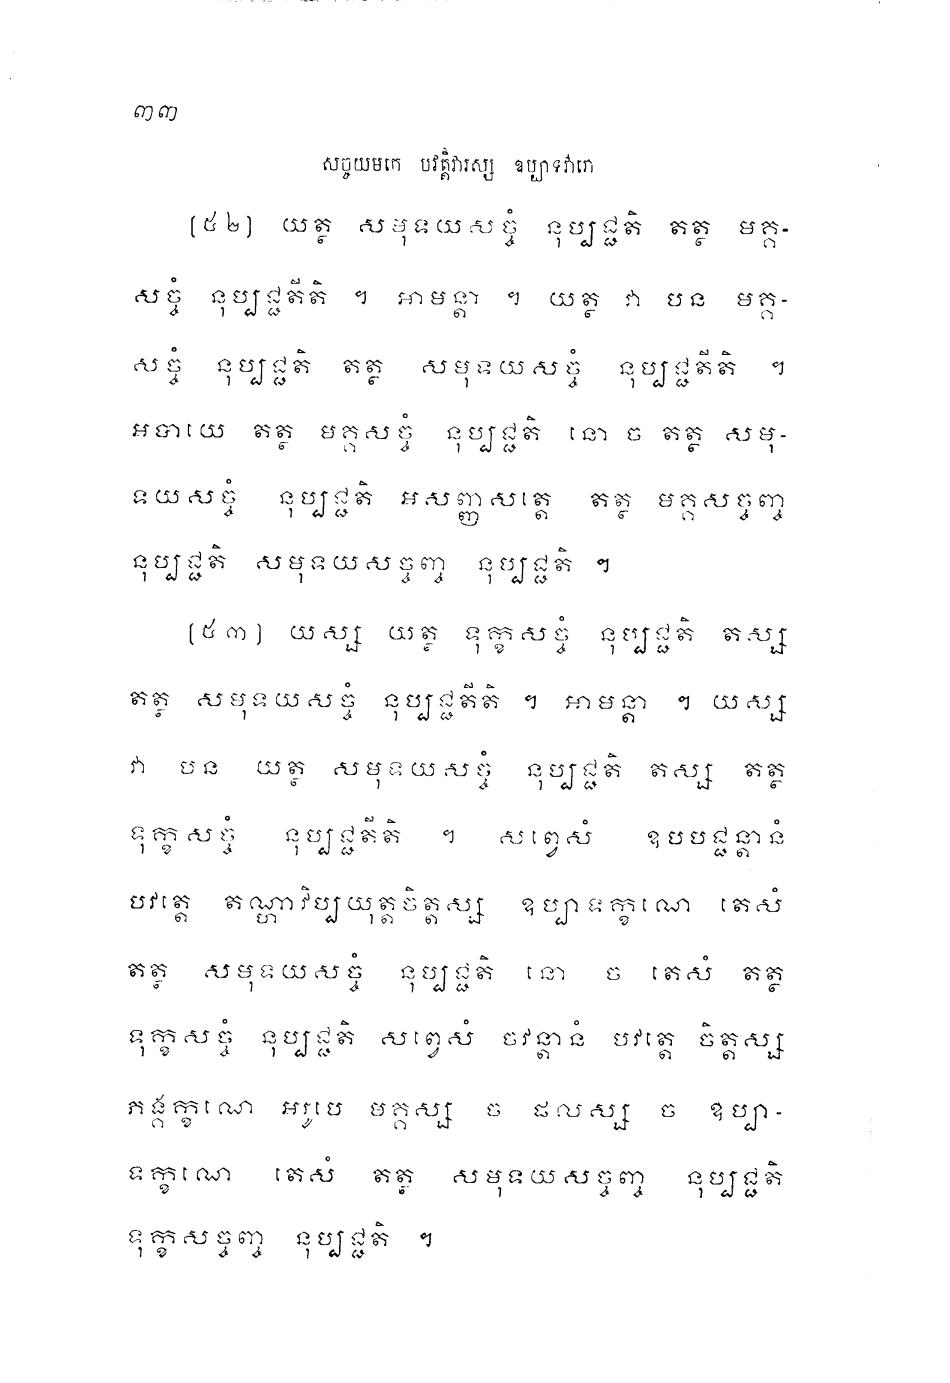 ៣៣
សច្ចយមកេ បវត្តិវារស្ស ឧប្បាទវារោ
(៥២) យត្ថ សមុទយសច្ចំ នុប្បជ្ជតិ តត្ថ មគ្គ-
សច្ចំ នុប្បជ្ជតីតិ ។ អាមន្តា ។ យត្ថ វា បន មគ្គ-
សច្ចំ នុប្បជ្ជតិ តត្ថ សមុទយសច្ចំ នុប្បជ្ជតីតិ ។
អបាយេ តត្ថ មគ្គសច្ចំ នុប្បជ្ជតិ នោ ច តត្ថ សមុ-
ទយសច្ចំ នុប្បជ្ជតិ អសញ្ញសត្តេ តត្ថ មគ្គសច្ចញ្ច
នុប្បជ្ជតិ សមុទយសច្ចញ្ច នុប្បជ្ជតិ ។
(៥៣) យស្ស យត្ថ ទុក្ខសច្ចំ នុប្បជ្ជតិ តស្ស
តត្ថ សមុទយសច្ចំ នុប្បជ្ជតីតិ ។ អាមន្តា ។ យស្ស
វា បន យត្ថ សមុទយសច្ចំ នុប្បជ្ជតិ តស្ស តត្ថ
ទុក្ខសច្ចំ នុប្បជ្ជតីតិ ។ សព្វេសំ ឧបបជ្ជន្តានំ
បវត្តេ តណ្ហាវិប្បយុត្តចិត្តស្ស ឧប្បាទក្ខណេ តេសំ
តត្ថ សមុទយសច្ចំ នុប្បជ្ជតិ នោ ច តេសំ តត្ថ
ទុក្ខសច្ចំ នុប្បជ្ជតិ សព្វេសំ ចវន្តានំ បវត្តេ ចិត្តស្ស
ភង្គក្ខណេ អរូបេ មគ្គស្ស ច ផលស្ស ច ឧប្បា-
ទក្ខណេ តេសំ តត្ថ សមុទយសច្ចញ្ច នុប្បជ្ជតិ
ទុក្ខសច្ចញ្ច នុប្បជ្ជតិ ។